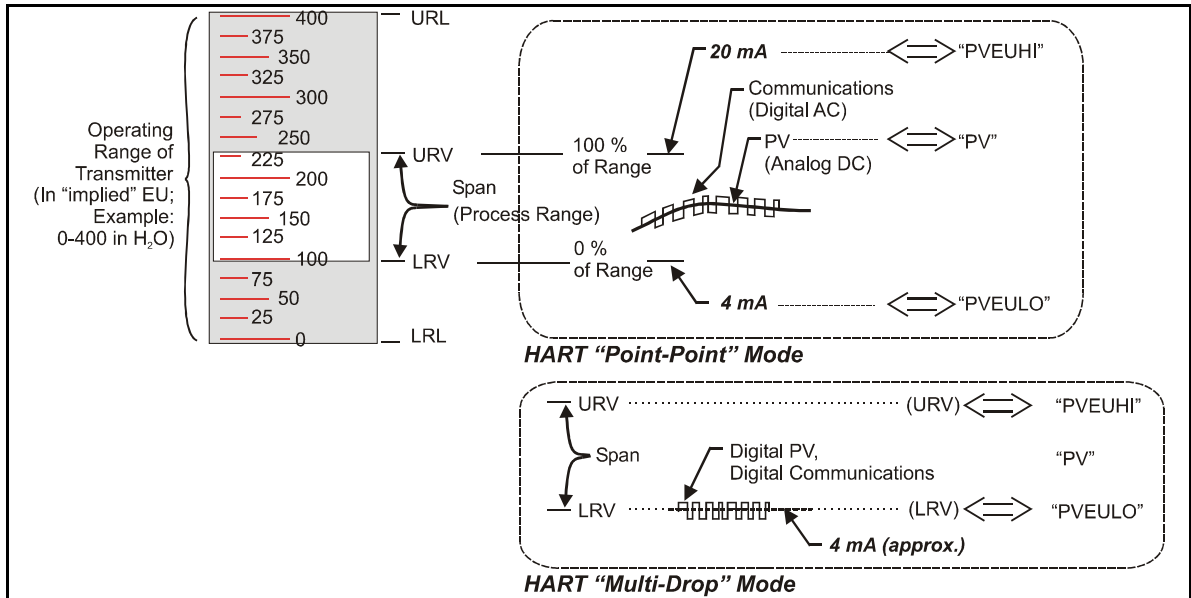 Operating
Range of
Transmitter
(In “implied” EU;
Example:
0-400 in H₂O)
400
375
350
325
300
275
250
225
200
175
150
125
100
75
50
25
0
URL
URV
LRV
LRL
Span
(Process Range)
100 %
of Range
0 %
of Range
20 mA
“PVEUHI”
Communications
(Digital AC)
PV
(Analog DC)
“PV”
4 mA
“PVEULO”
HART “Point-Point” Mode
URV
(URV)
“PVEUHI”
Span
Digital PV,
Digital Communications
“PV”
LRV
(LRV)
“PVEULO”
4 mA (approx.)
HART “Multi-Drop” Mode